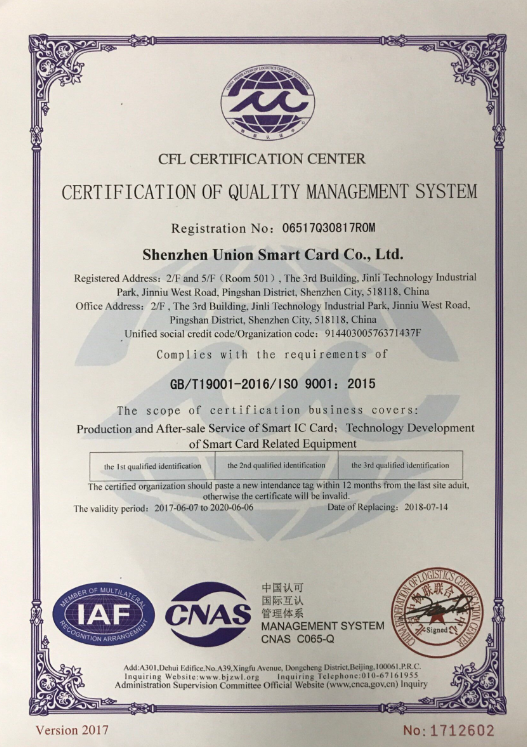 CFL CERTIFICATION CENTER
CERTIFICATION OF QUALITY MANAGEMENT SYSTEM
Registration No: 06517Q30817R0M
Shenzhen Union Smart Card Co., Ltd.
Registered Address: 2/F and 5/F (Room 501) , The 3rd Building, Jinli Technology Industrial
Park, Jinniu West Road, Pingshan District, Shenzhen City, 518118, China
Office Address: 2/F , The 3rd Building, Jinli Technology Industrial Park, Jinniu West Road,
Pingshan District, Shenzhen City, 518118, China
Unified social credit code/Organization code: 91440300576371437F
Complies with the requirements of
GB/T19001-2016/ISO 9001: 2015
The scope of certification business covers:
Production and After-sale Service of Smart IC Card; Technology Development
of Smart Card Related Equipment
the 1st qualified identification the 2nd qualified identification the 3rd qualified identification
The certified organization should paste a new intendance tag within 12 months from the last site aduit,
otherwise the certificate will be invalid.
The validity period: 2017-06-07 to 2020-06-06 Date of Replacing: 2018-07-14
MEMBER OF MULTILATERAL
IAF
RECOGNITION ARRANGEMENT
CNAS
中国认可
国际互认
管理体系
MANAGEMENT SYSTEM
CNAS C065-Q
Signed
Add:A301,Dehui Edifice,No.A39,Xingfu Avenue, Dongcheng District,Beijing,100061,P.R.C.
Inquiring Website:www.bjzwl.org Inquiring Telephone:010-67161955
Administration Supervision Committee Official Website (www.cnca.gov.cn) Inquiry
Version 2017
No: 1712602